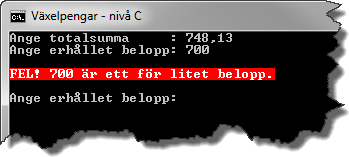 Växelpengar - nivå C
Ange totalsumma     : 748,13
Ange erhållet belopp: 700
FEL! 700 är ett för litet belopp.
Ange erhållet belopp: